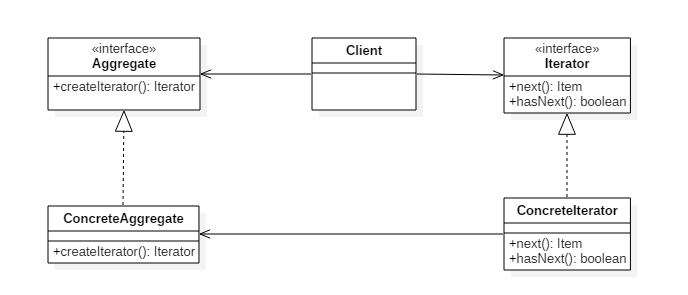 «interface»
Aggregate
+createIterator(): Iterator
Client
«interface»
Iterator
+next(): Item
+hasNext(): boolean
ConcreteAggregate
+createIterator(): Iterator
ConcreteIterator
+next(): Item
+hasNext(): boolean